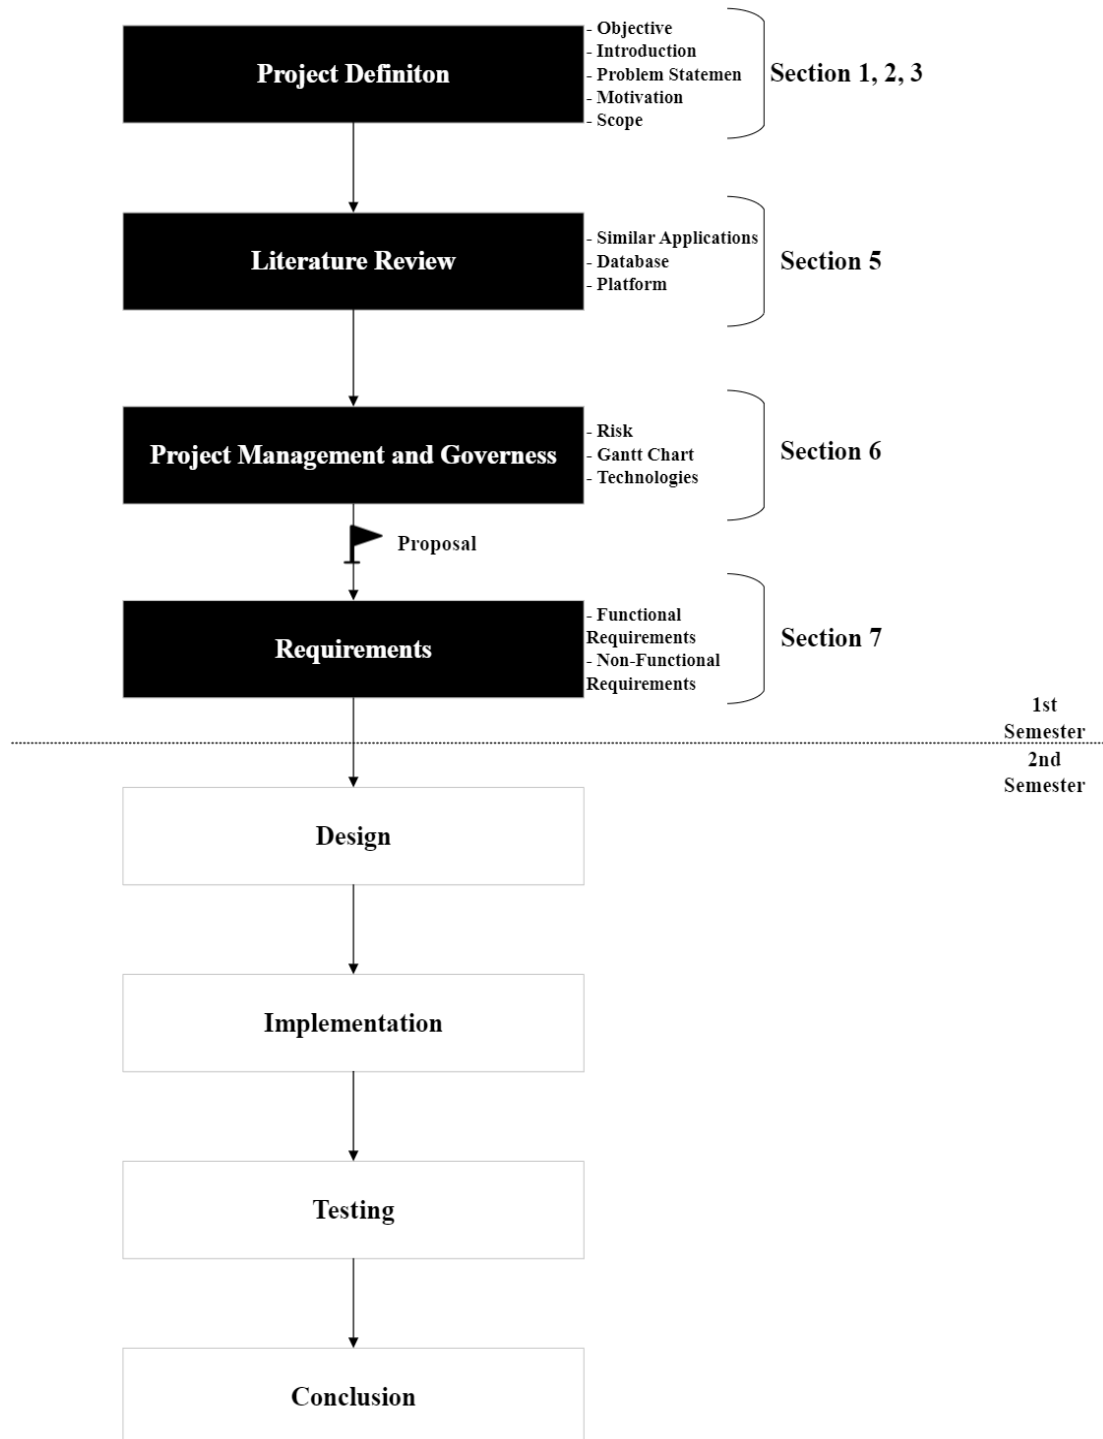 Project Definiton
- Objective
- Introduction
- Problem Statemen
- Motivation
- Scope
Section 1, 2, 3
Literature Review
- Similar Applications
- Database
- Platform
Section 5
Project Management and Governess
- Risk
- Gantt Chart
- Technologies
Section 6
Proposal
Requirements
- Functional
Requirements
- Non-Functional
Requirements
Section 7
1st
Semester
2nd
Semester
Design
Implementation
Testing
Conclusion